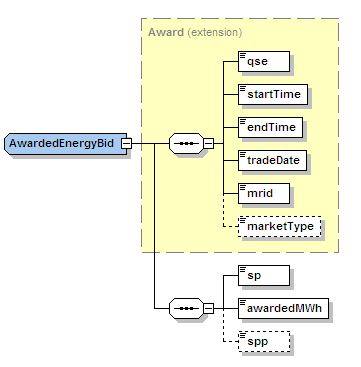 Award (extension)
qse
startTime
endTime
AwardedEnergyBid
tradeDate
mrid
marketType
sp
awardedMWh
spp